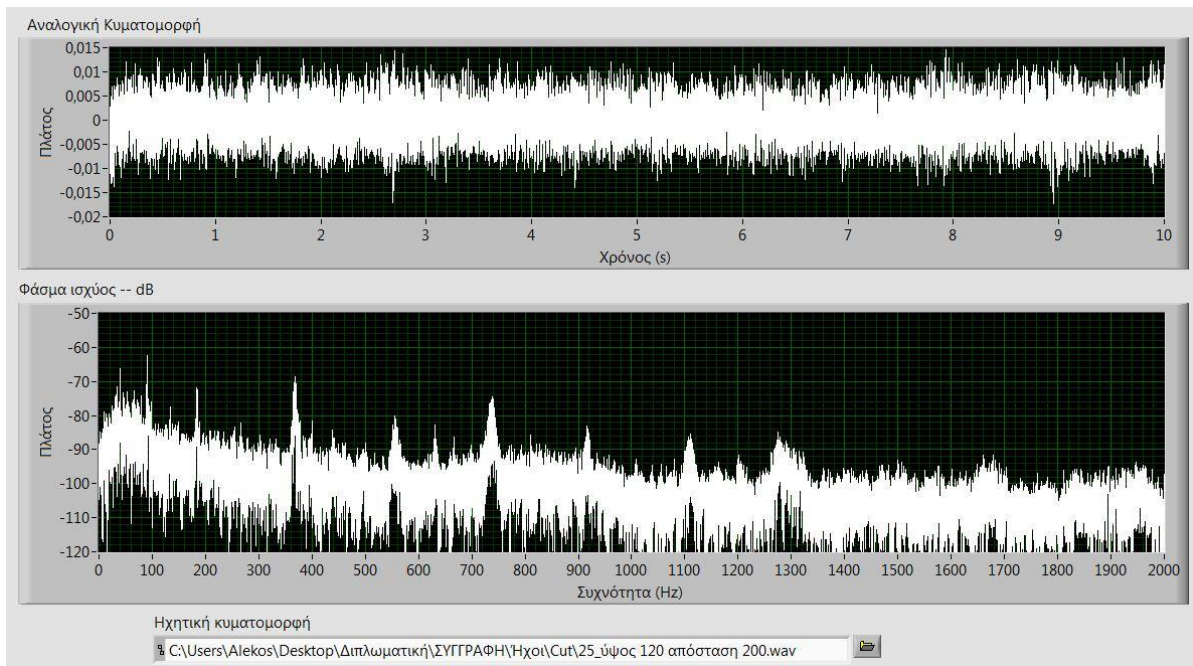 Αναλογική Κυματομορφή
Πλάτος
0,015
0,01
0,005
0
-0,005
-0,01
-0,015
-0,02
0 1 2 3 4 5 6 7 8 9 10
Χρόνος (s)
Φάσμα ισχύος -- dB
Πλάτος
-50
-60
-70
-80
-90
-100
-110
-120
0 100 200 300 400 500 600 700 800 900 1000 1100 1200 1300 1400 1500 1600 1700 1800 1900 2000
Συχνότητα (Hz)
Ηχητική κυματομορφή
C:\Users\Alekos\Desktop\Διπλωματική\ΣΥΓΓΡΑΦΗ\Ήχοι\Cut\25_ύψος 120 απόσταση 200.wav